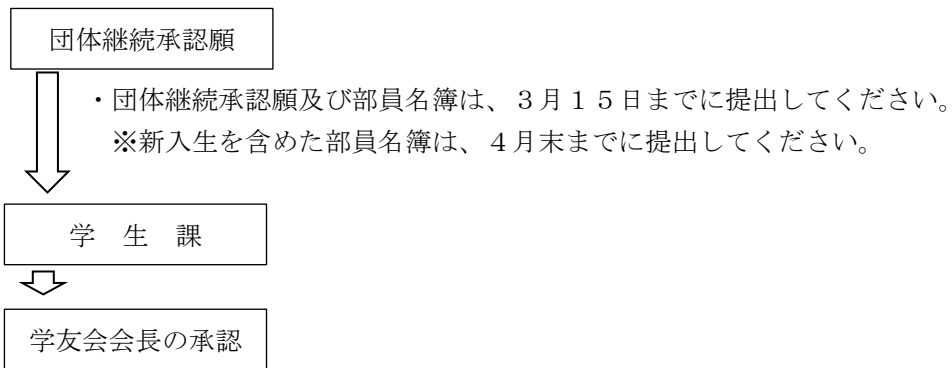 団体継続承認願
・団体継続承認願及び部員名簿は、３月１５日までに提出してください。
※新入生を含めた部員名簿は、４月末までに提出してください。
学　生　課
学友会会長の承認